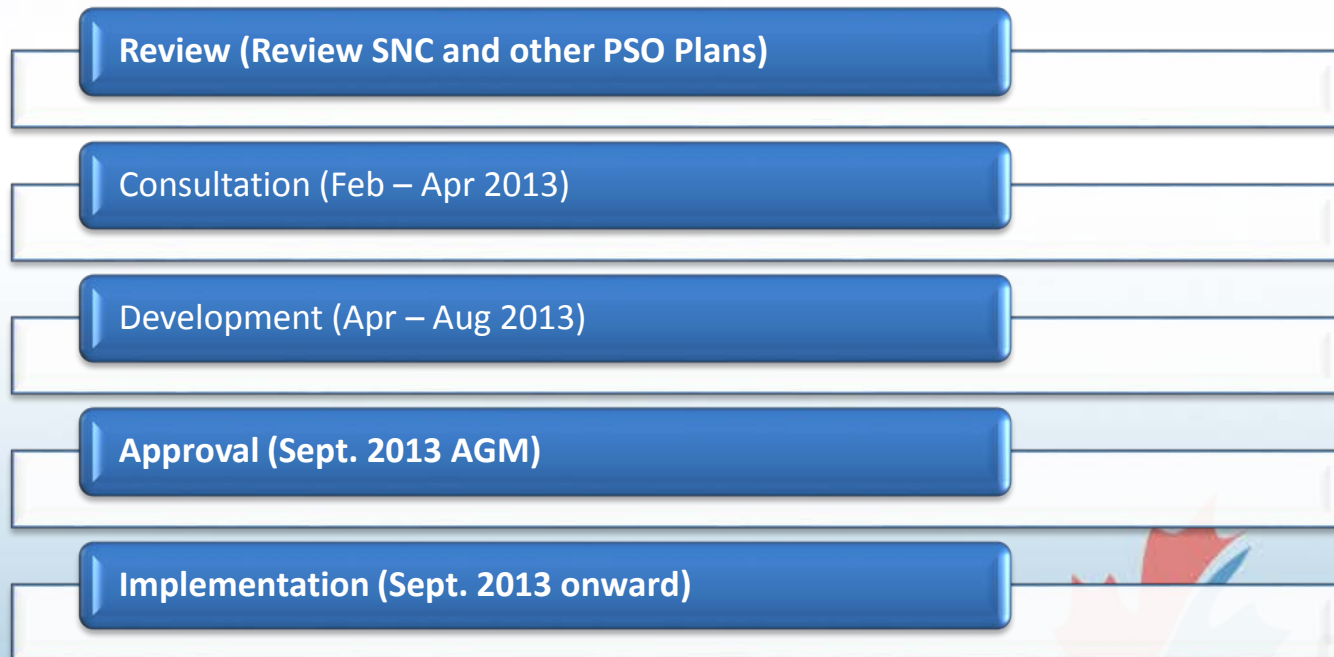 Review (Review SNC and other PSO Plans)
Consultation (Feb – Apr 2013)
Development (Apr – Aug 2013)
Approval (Sept. 2013 AGM)
Implementation (Sept. 2013 onward)